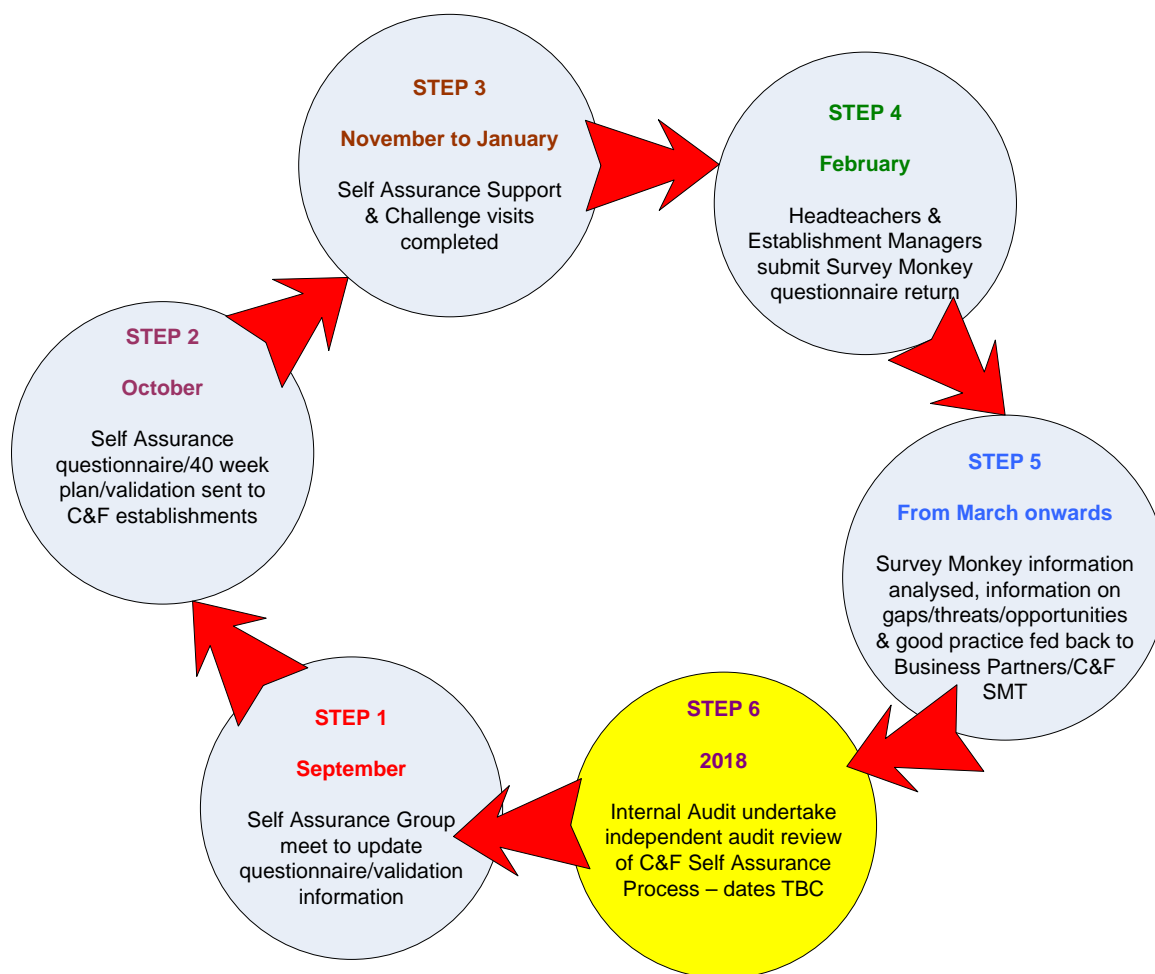 STEP 1
September
Self Assurance Group
meet to update
questionnaire/validation
information
STEP 2
October
Self Assurance
questionnaire/40 week
plan/validation sent to
C&F establishments
STEP 3
November to January
Self Assurance Support
& Challenge visits
completed
STEP 4
February
Headteachers &
Establishment Managers
submit Survey Monkey
questionnaire return
STEP 5
From March onwards
Survey Monkey information
analysed, information on
gaps/threats/opportunities
& good practice fed back to
Business Partners/C&F
SMT
STEP 6
2018
Internal Audit undertake
independent audit review
of C&F Self Assurance
Process – dates TBC